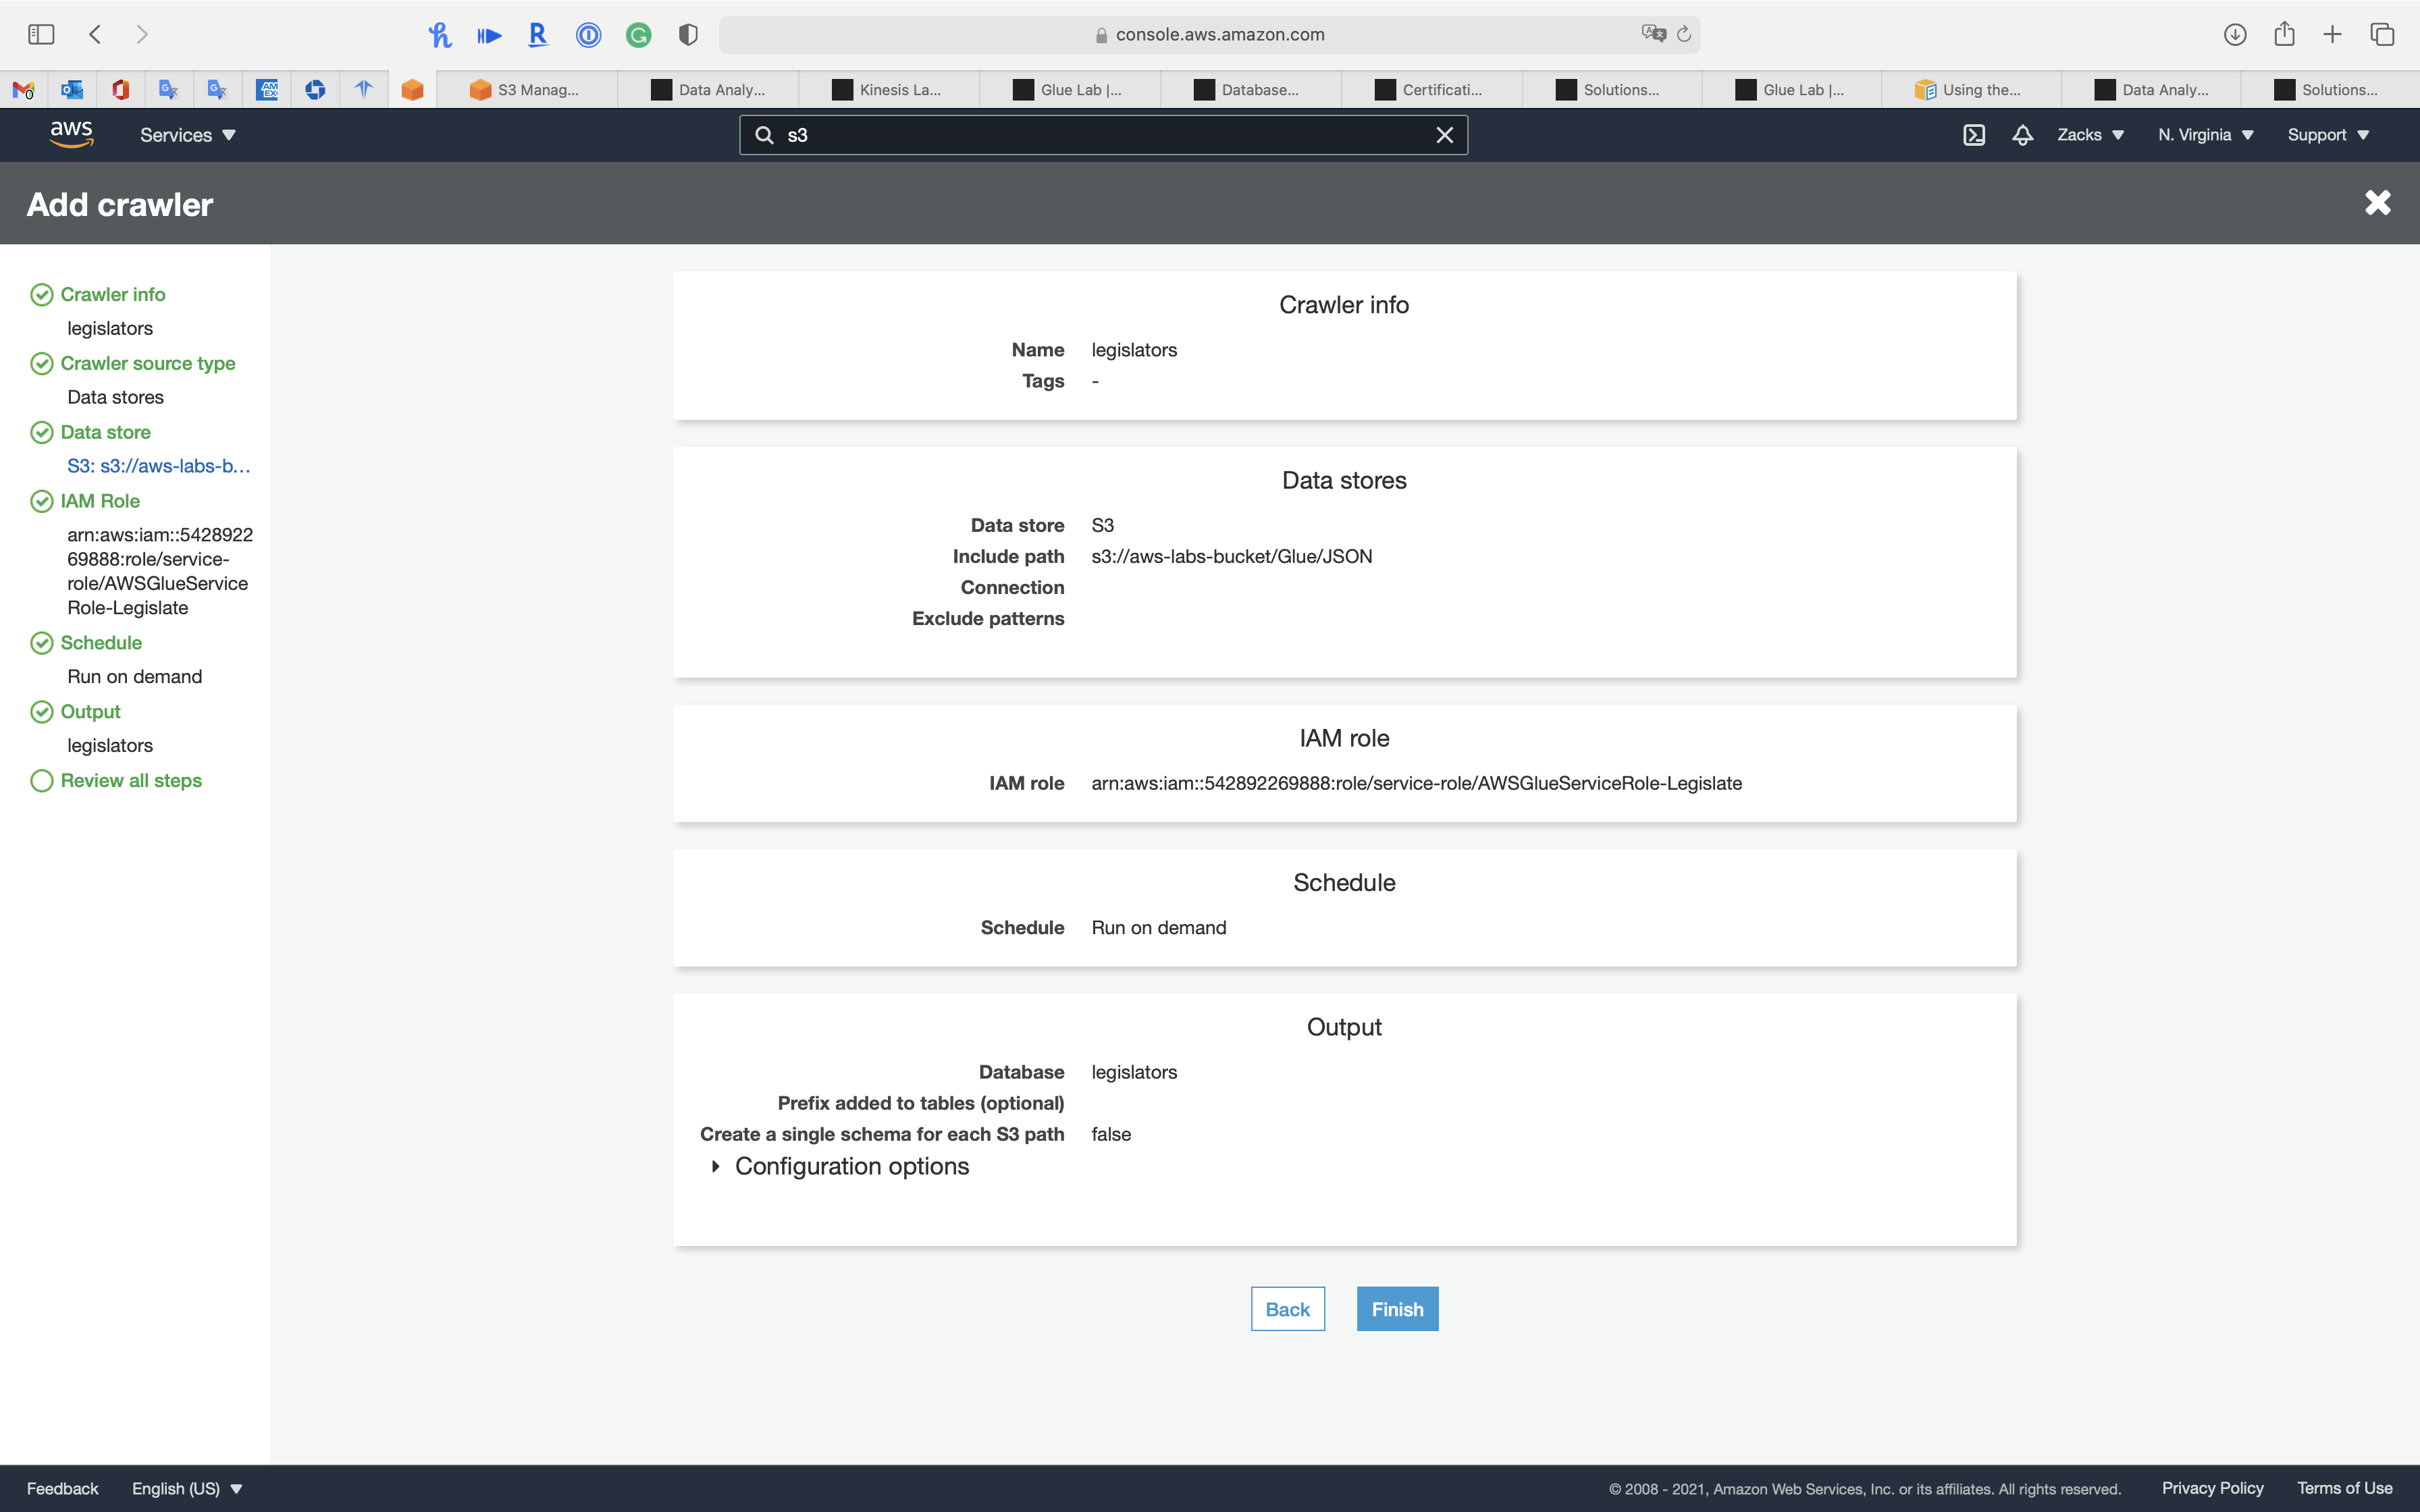 console.aws.amazon.com
S3 Manag...
Data Analy...
Kinesis La...
Glue Lab |...
Database...
Certificati...
Solutions...
Glue Lab |...
Using the...
Data Analy...
Solutions...
aws
Services
s3
Zacks
N. Virginia
Support
Add crawler
Crawler info
legislators
Crawler source type
Data stores
Data store
S3: s3://aws-labs-b...
IAM Role
arn:aws:iam::5428922
69888:role/service-
role/AWSGlueService
Role-Legislate
Schedule
Run on demand
Output
legislators
Review all steps
Crawler info
Name legislators
Tags -
Data stores
Data store S3
Include path s3://aws-labs-bucket/Glue/JSON
Connection
Exclude patterns
IAM role
IAM role arn:aws:iam::542892269888:role/service-role/AWSGlueServiceRole-Legislate
Schedule
Schedule Run on demand
Output
Database legislators
Prefix added to tables (optional)
Create a single schema for each S3 path false
Configuration options
Back Finish
Feedback English (US)
© 2008 - 2021, Amazon Web Services, Inc. or its affiliates. All rights reserved. Privacy Policy Terms of Use